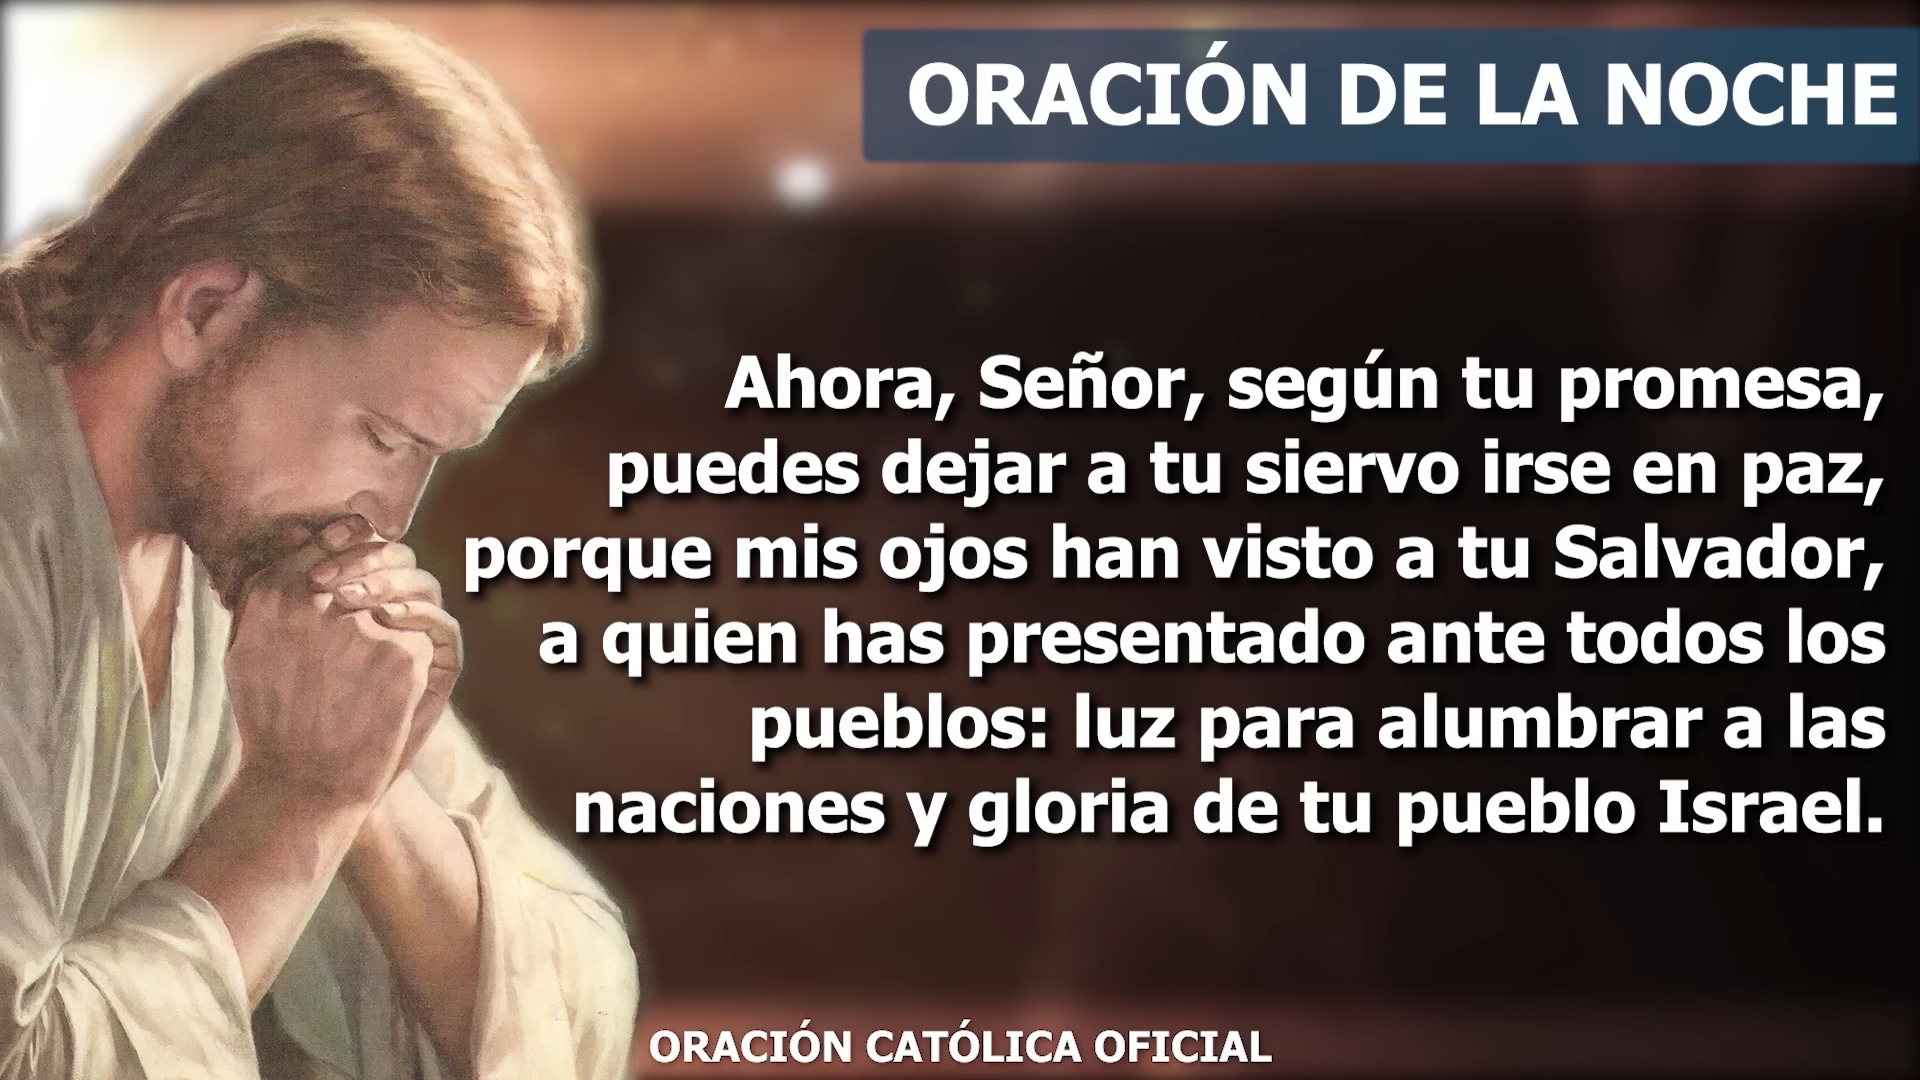 ORACIÓN DE LA NOCHE
Ahora, Señor, según tu promesa,
puedes dejar a tu siervo irse en paz,
porque mis ojos han visto a tu Salvador,
a quien has presentado ante todos los
pueblos: luz para alumbrar a las
naciones y gloria de tu pueblo Israel.
ORACIÓN CATÓLICA OFICIAL